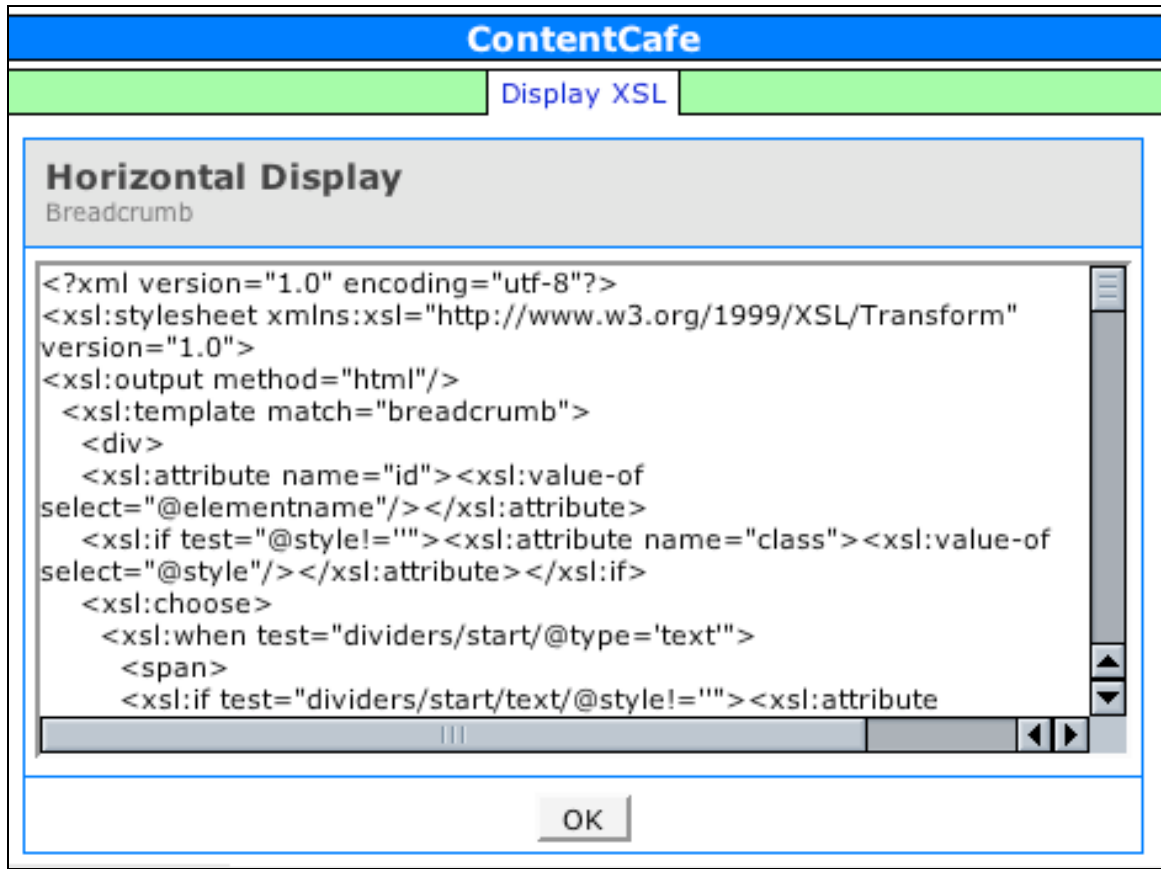 ContentCafe
Display XSL
Horizontal Display
Breadcrumb
<?xml version="1.0" encoding="utf-8"?>
<xsl:stylesheet xmlns:xsl="http://www.w3.org/1999/XSL/Transform"
version="1.0">
<xsl:output method="html"/>
<xsl:template match="breadcrumb">
<div>
<xsl:attribute name="id"><xsl:value-of
select="@elementname"/></xsl:attribute>
<xsl:if test="@style!=''"><xsl:attribute name="class"><xsl:value-of
select="@style"/></xsl:attribute></xsl:if>
<xsl:choose>
<xsl:when test="dividers/start/@type='text'">
<span>
<xsl:if test="dividers/start/text/@style!=''"><xsl:attribute
OK